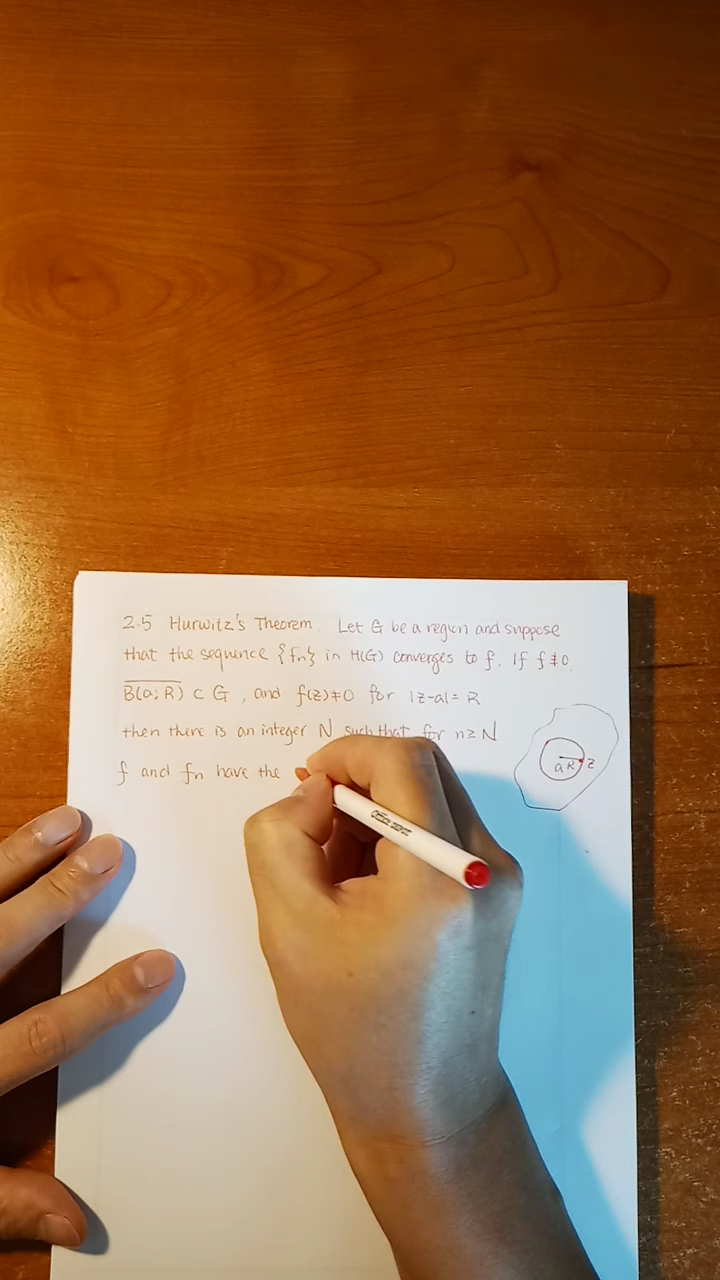 2.5 Hurwitz's Theorem. Let G be a region and suppose
that the sequence {fn} in H(G) converges to f. If f≢0,
B̅(̅a̅;̅ ̅R̅)̅ ⊂ G , and f(z)≠0 for |z-a|= R
then there is an integer N such that for n≥N
f and fn have the
a R z